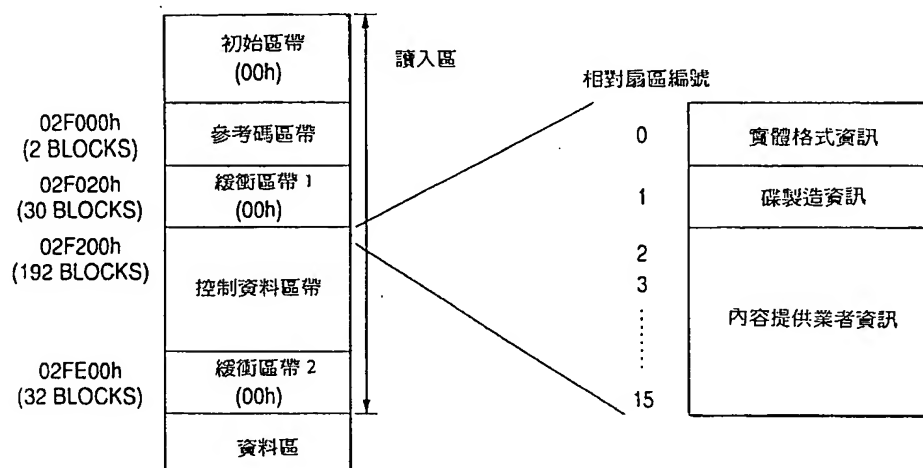 初始區帶
(00h)
讀入區
相對扇區編號
02F000h
(2 BLOCKS)
參考碼區帶
0
實體格式資訊
02F020h
(30 BLOCKS)
緩衝區帶 1
(00h)
1
碟製造資訊
02F200h
(192 BLOCKS)
控制資料區帶
2
3
內容提供業者資訊
02FE00h
(32 BLOCKS)
緩衝區帶 2
(00h)
15
資料區